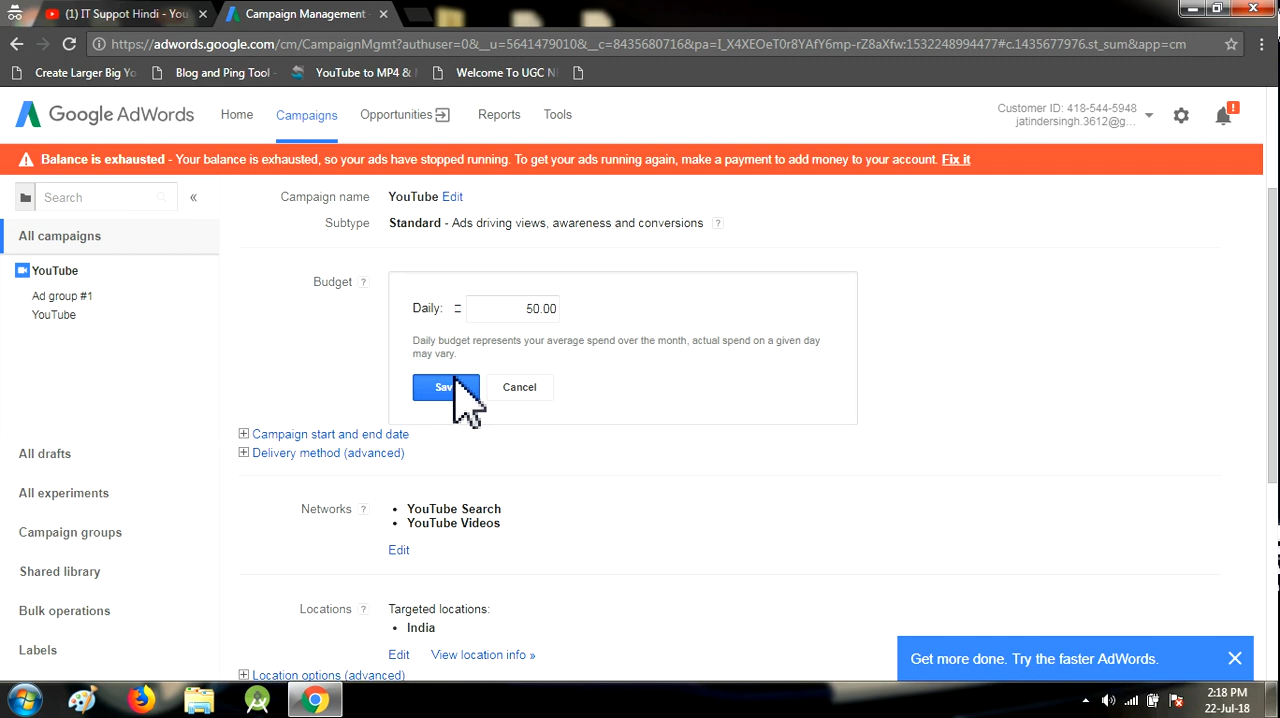 (1) IT Suppot Hindi - You
Campaign Management
https://adwords.google.com/cm/CampaignMgmt?authuser=0&__u=5641479010&__c=8435680716&pa=I_X4XEOeT0r8YAfY6mp-rZ8aXfw:1532248994477#c.1435677976.st_sum&app=cm
Create Larger Big Yo
Blog and Ping Tool -
YouTube to MP4 &
Welcome To UGC N
Google AdWords
Home
Campaigns
Opportunities
Reports
Tools
Customer ID: 418-544-5948
jatindersingh.3612@g...
Balance is exhausted - Your balance is exhausted, so your ads have stopped running. To get your ads running again, make a payment to add money to your account. Fix it
Search
«
Campaign name YouTube Edit
Subtype Standard - Ads driving views, awareness and conversions ?
All campaigns
YouTube
Ad group #1
YouTube
Budget ?
Daily: = 50.00
Daily budget represents your average spend over the month, actual spend on a given day
may vary.
Sav
Cancel
Campaign start and end date
Delivery method (advanced)
All drafts
All experiments
Campaign groups
Shared library
Bulk operations
Labels
Networks ?
• YouTube Search
• YouTube Videos
Edit
Locations ?
Targeted locations:
• India
Edit View location info »
Location options (advanced)
Get more done. Try the faster AdWords.
2:18 PM
22-Jul-18